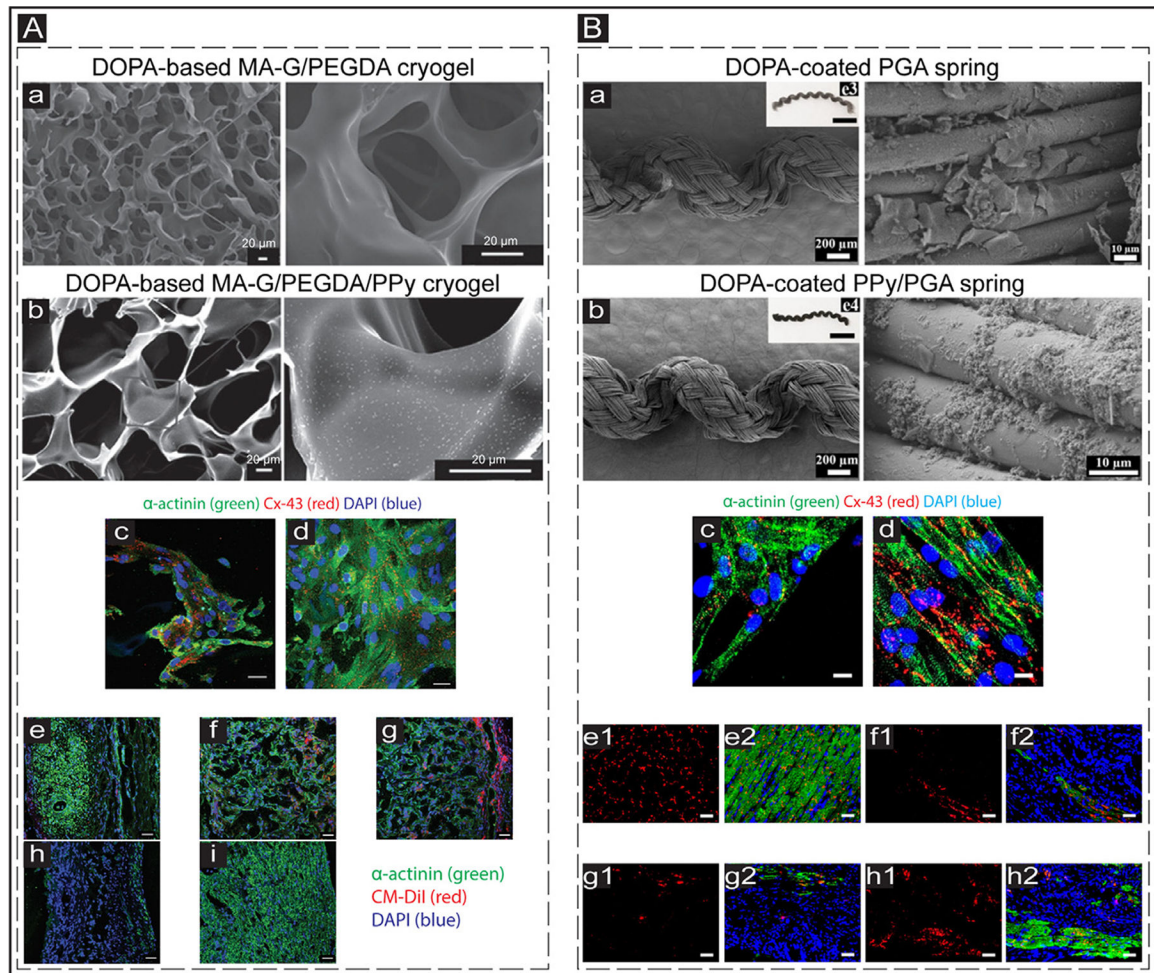 A
DOPA-based MA-G/PEGDA cryogel
a
20 µm
20 µm
DOPA-based MA-G/PEGDA/PPy cryogel
b
20 µm
20 µm
α-actinin (green) Cx-43 (red) DAPI (blue)
c
d
e
f
g
h
i
α-actinin (green)
CM-Dil (red)
DAPI (blue)
B
DOPA-coated PGA spring
a
e3
200 µm
10 µm
DOPA-coated PPy/PGA spring
b
e4
200 µm
10 µm
α-actinin (green) Cx-43 (red) DAPI (blue)
c
d
e1
e2
f1
f2
g1
g2
h1
h2